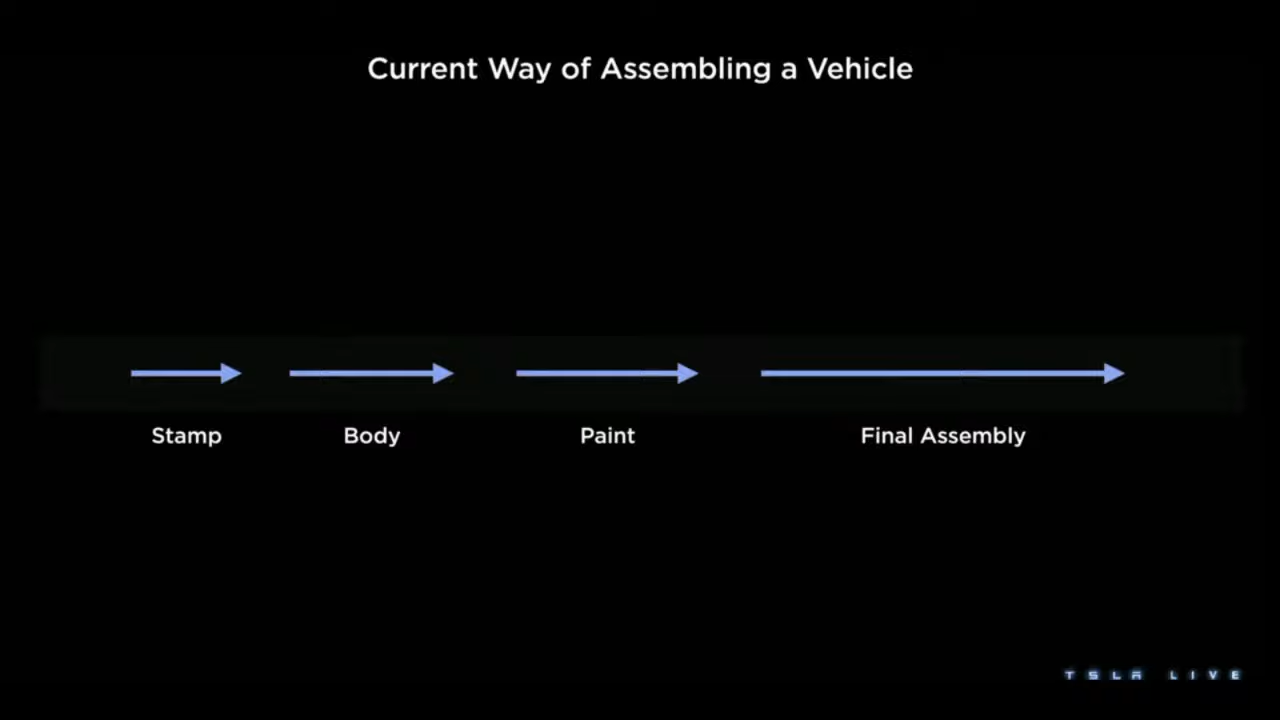 Current Way of Assembling a Vehicle
Stamp
Body
Paint
Final Assembly
TSLA LIVE